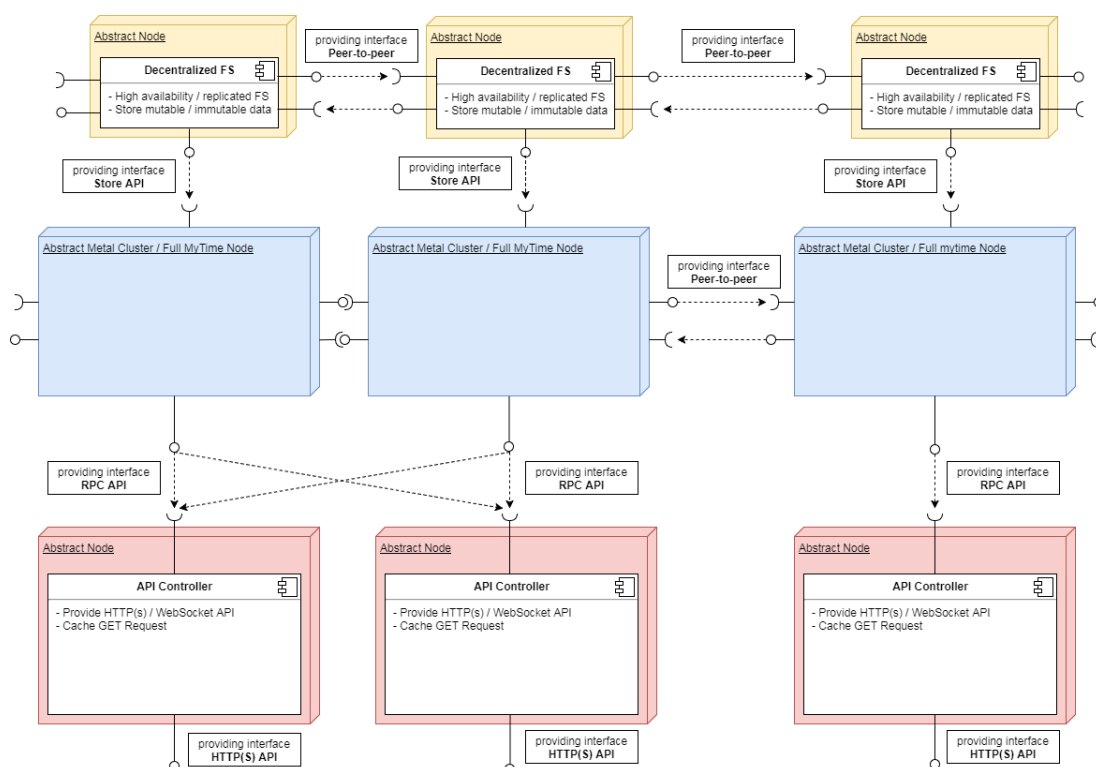 Abstract Node
providing interface
Peer-to-peer
Abstract Node
providing interface
Peer-to-peer
Abstract Node
Decentralized FS
- High availability / replicated FS
- Store mutable / immutable data
Decentralized FS
- High availability / replicated FS
- Store mutable / immutable data
Decentralized FS
- High availability / replicated FS
- Store mutable / immutable data
providing interface
Store API
providing interface
Store API
providing interface
Store API
Abstract Metal Cluster / Full MyTime Node
Abstract Metal Cluster / Full MyTime Node
providing interface
Peer-to-peer
Abstract Metal Cluster / Full mytime Node
providing interface
RPC API
providing interface
RPC API
providing interface
RPC API
Abstract Node
API Controller
- Provide HTTP(s) / WebSocket API
- Cache GET Request
Abstract Node
API Controller
- Provide HTTP(s) / WebSocket API
- Cache GET Request
Abstract Node
API Controller
- Provide HTTP(s) / WebSocket API
- Cache GET Request
providing interface
HTTP(S) API
providing interface
HTTP(S) API
providing interface
HTTP(S) API